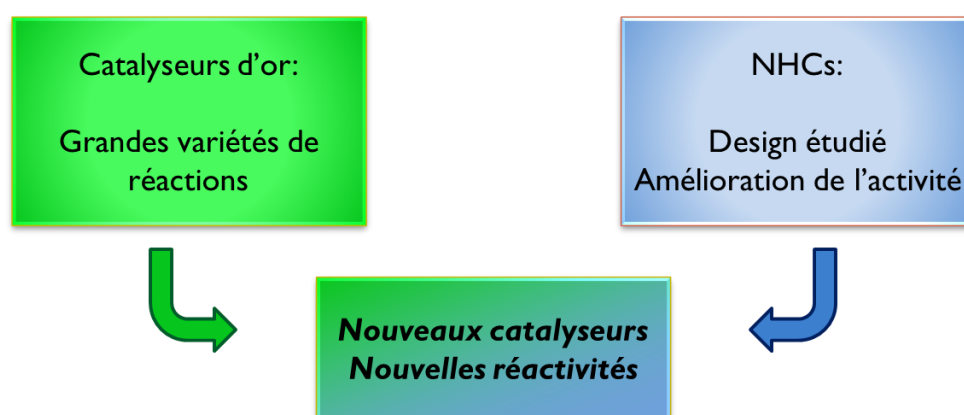 Catalyseurs d'or:
Grandes variétés de
réactions
NHCs:
Design étudié
Amélioration de l'activité
Nouveaux catalyseurs
Nouvelles réactivités